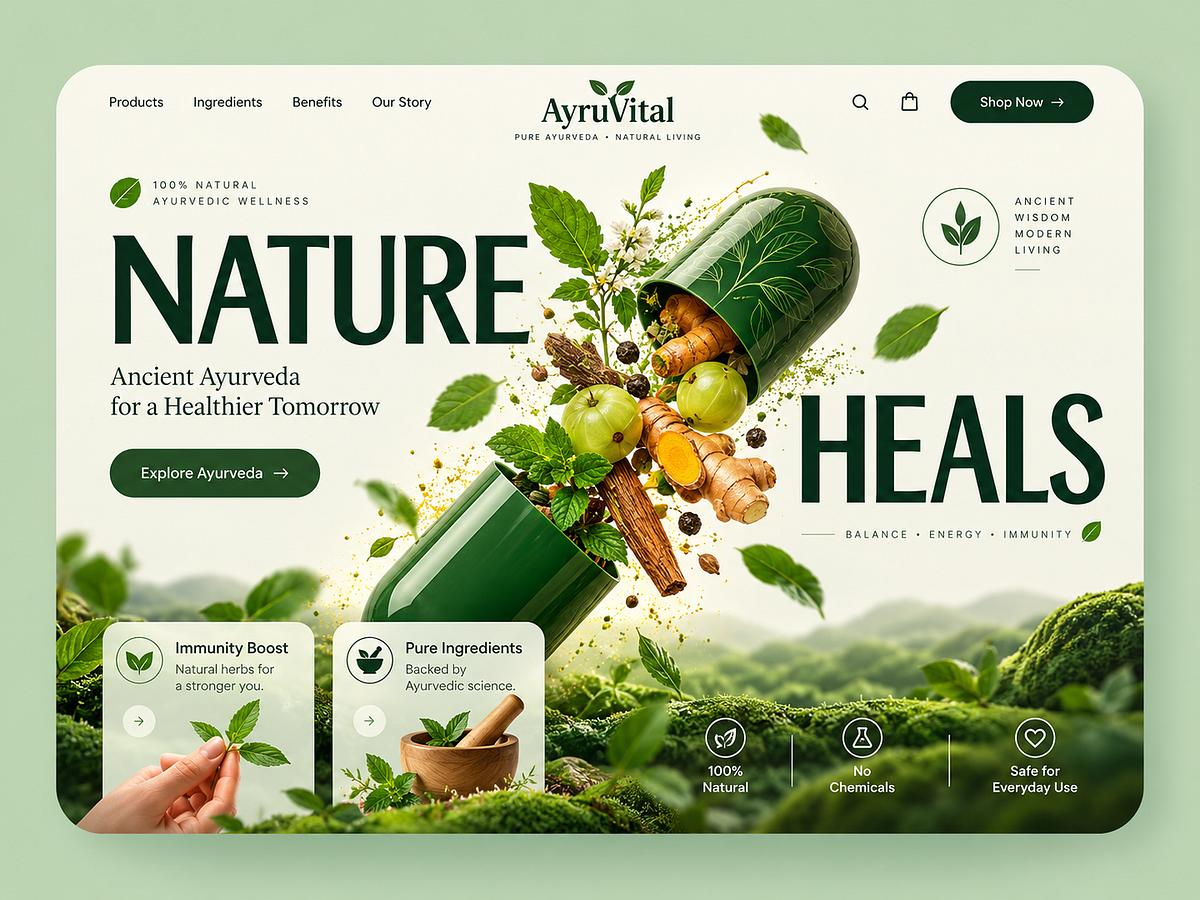 Products
Ingredients
Benefits
Our Story
AyruVital
PURE AYURVEDA • NATURAL LIVING
Shop Now →
100% NATURAL
AYURVEDIC WELLNESS
ANCIENT
WISDOM
MODERN
LIVING
NATURE
Ancient Ayurveda
for a Healthier Tomorrow
Explore Ayurveda →
HEALS
BALANCE • ENERGY • IMMUNITY
Immunity Boost
Natural herbs for
a stronger you.
Pure Ingredients
Backed by
Ayurvedic science.
100%
Natural
No
Chemicals
Safe for
Everyday Use